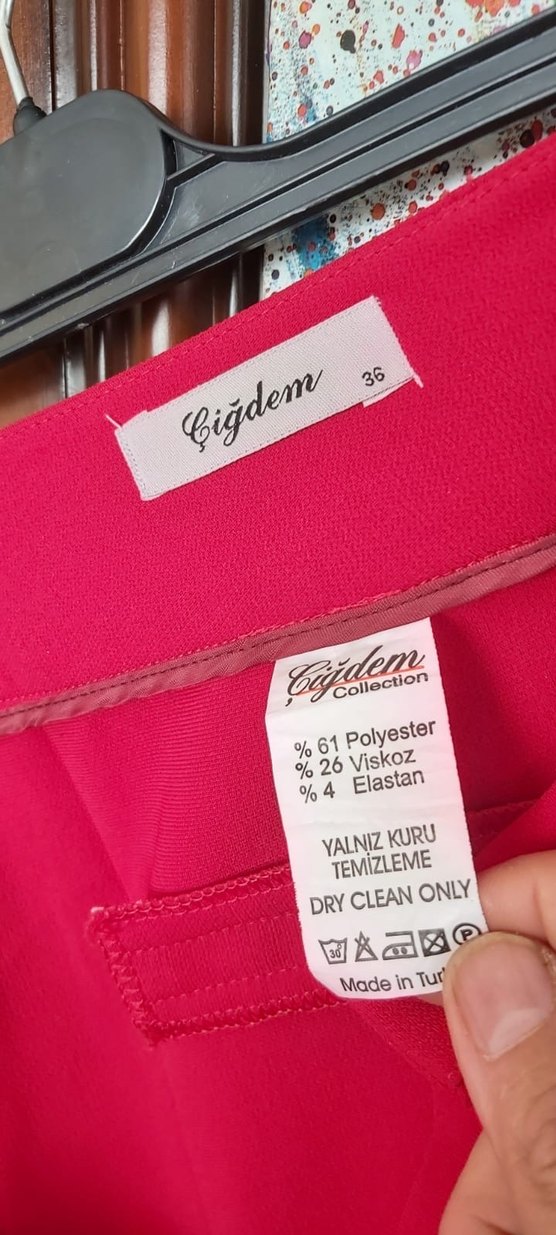 Çiğdem 36
Çiğdem
Collection
% 61 Polyester
% 26 Viskoz
% 4 Elastan
YALNIZ KURU
TEMİZLEME
DRY CLEAN ONLY
30 P
Made in